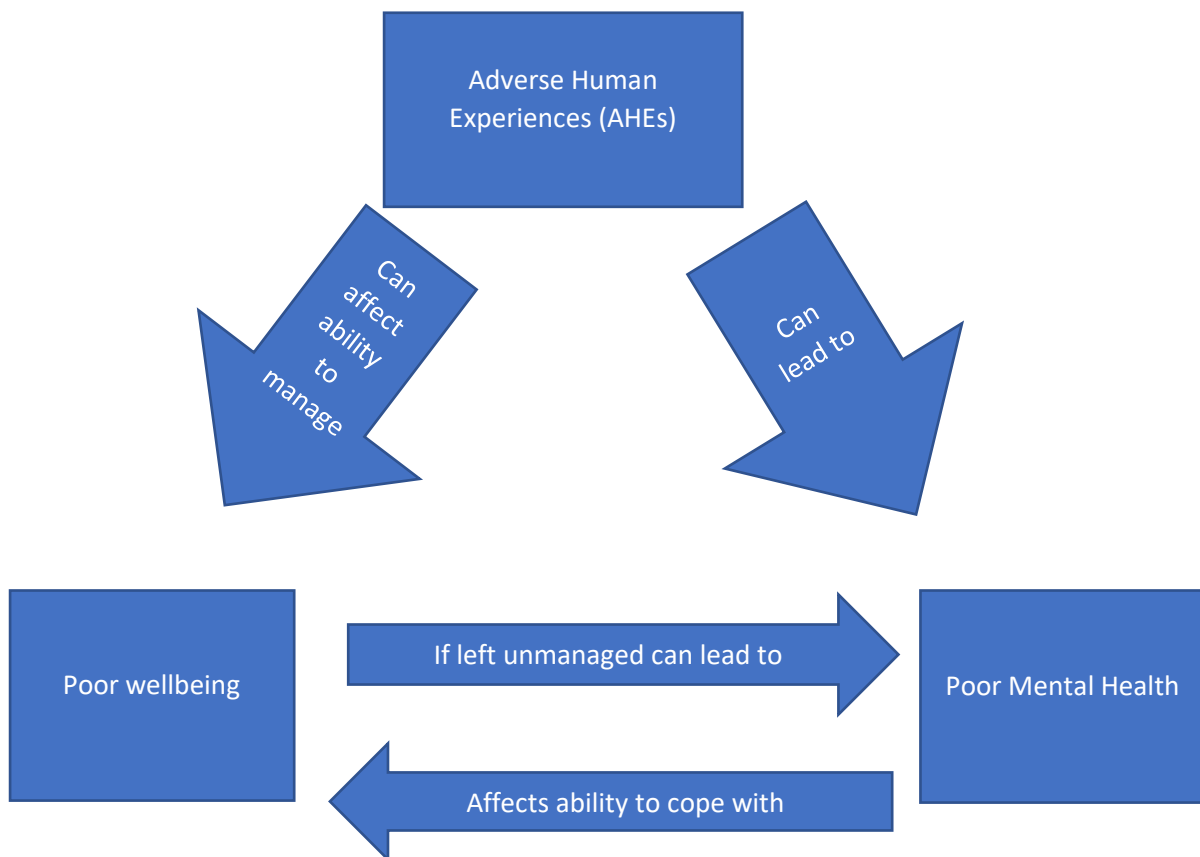 Adverse Human
Experiences (AHEs)
Can
affect
ability
to
manage
Can
lead to
Poor wellbeing
If left unmanaged can lead to
Poor Mental Health
Affects ability to cope with